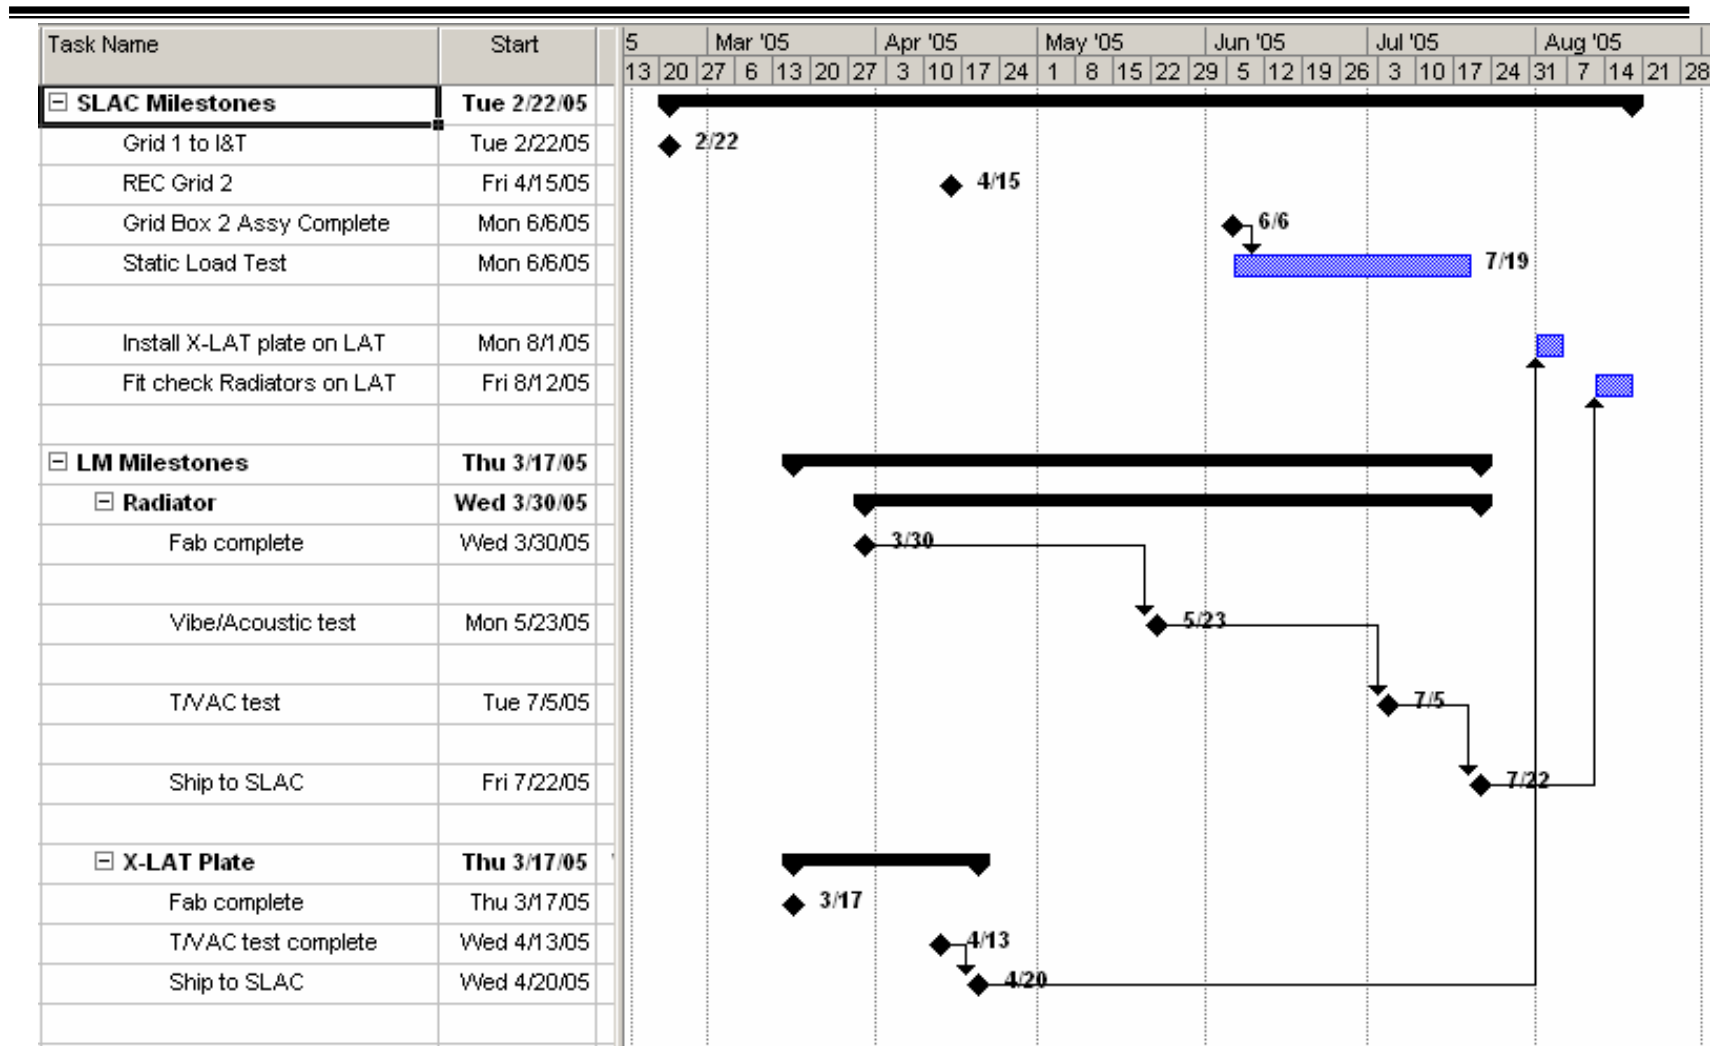 Task Name Start 5 Mar '05 Apr '05 May '05 Jun '05 Jul '05 Aug '05
13 20 27 6 13 20 27 3 10 17 24 1 8 15 22 29 5 12 19 26 3 10 17 24 31 7 14 21 28
SLAC Milestones Tue 2/22/05
Grid 1 to I&T Tue 2/22/05 2/22
REC Grid 2 Fri 4/15/05 4/15
Grid Box 2 Assy Complete Mon 6/6/05 6/6
Static Load Test Mon 6/6/05 7/19
Install X-LAT plate on LAT Mon 8/1/05
Fit check Radiators on LAT Fri 8/12/05
LM Milestones Thu 3/17/05
Radiator Wed 3/30/05
Fab complete Wed 3/30/05 3/30
Vibe/Acoustic test Mon 5/23/05 5/23
T/VAC test Tue 7/5/05 7/5
Ship to SLAC Fri 7/22/05 7/22
X-LAT Plate Thu 3/17/05
Fab complete Thu 3/17/05 3/17
T/VAC test complete Wed 4/13/05 4/13
Ship to SLAC Wed 4/20/05 4/20